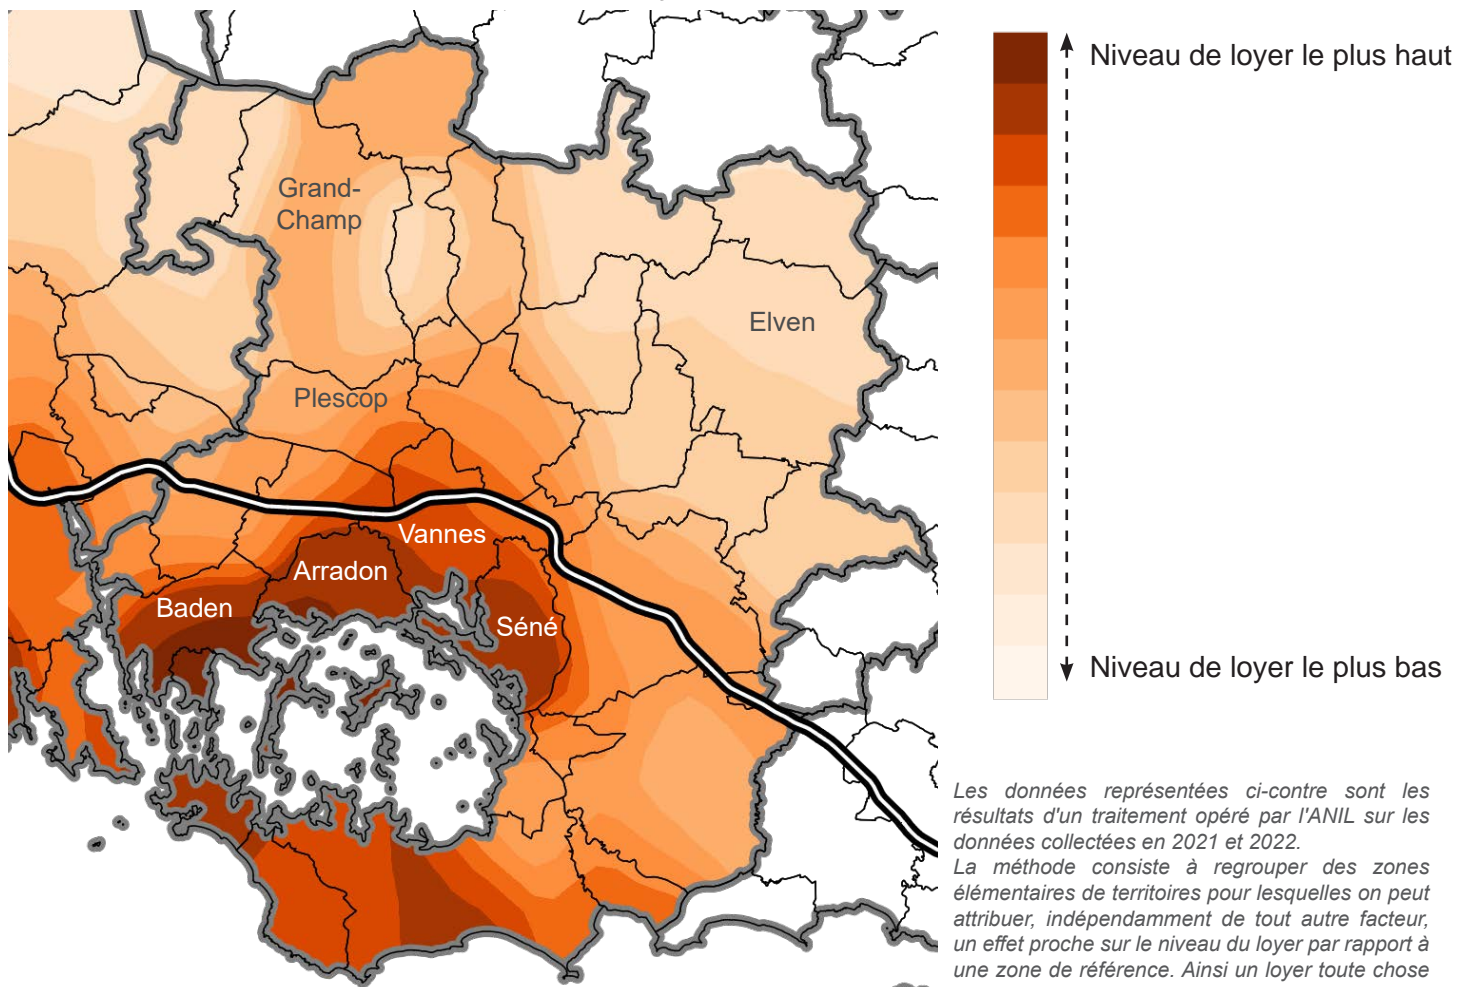 Niveau de loyer le plus haut
Grand-
Champ
Elven
Plescop
Vannes
Arradon
Baden
Séné
Niveau de loyer le plus bas
Les données représentées ci-contre sont les
résultats d'un traitement opéré par l'ANIL sur les
données collectées en 2021 et 2022.
La méthode consiste à regrouper des zones
élémentaires de territoires pour lesquelles on peut
attribuer, indépendamment de tout autre facteur,
un effet proche sur le niveau du loyer par rapport à
une zone de référence. Ainsi un loyer toute chose